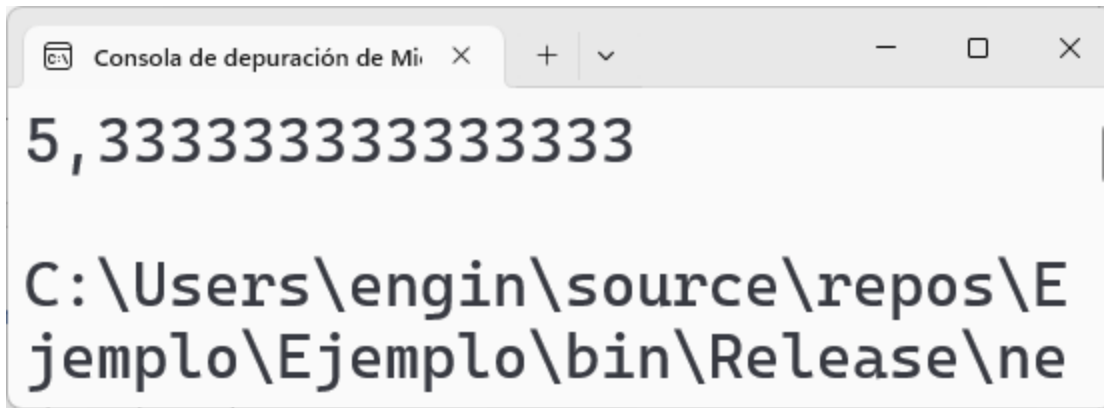 Consola de depuración de Mi
5,333333333333333
C:\Users\engin\source\repos\E
jemplo\Ejemplo\bin\Release\ne